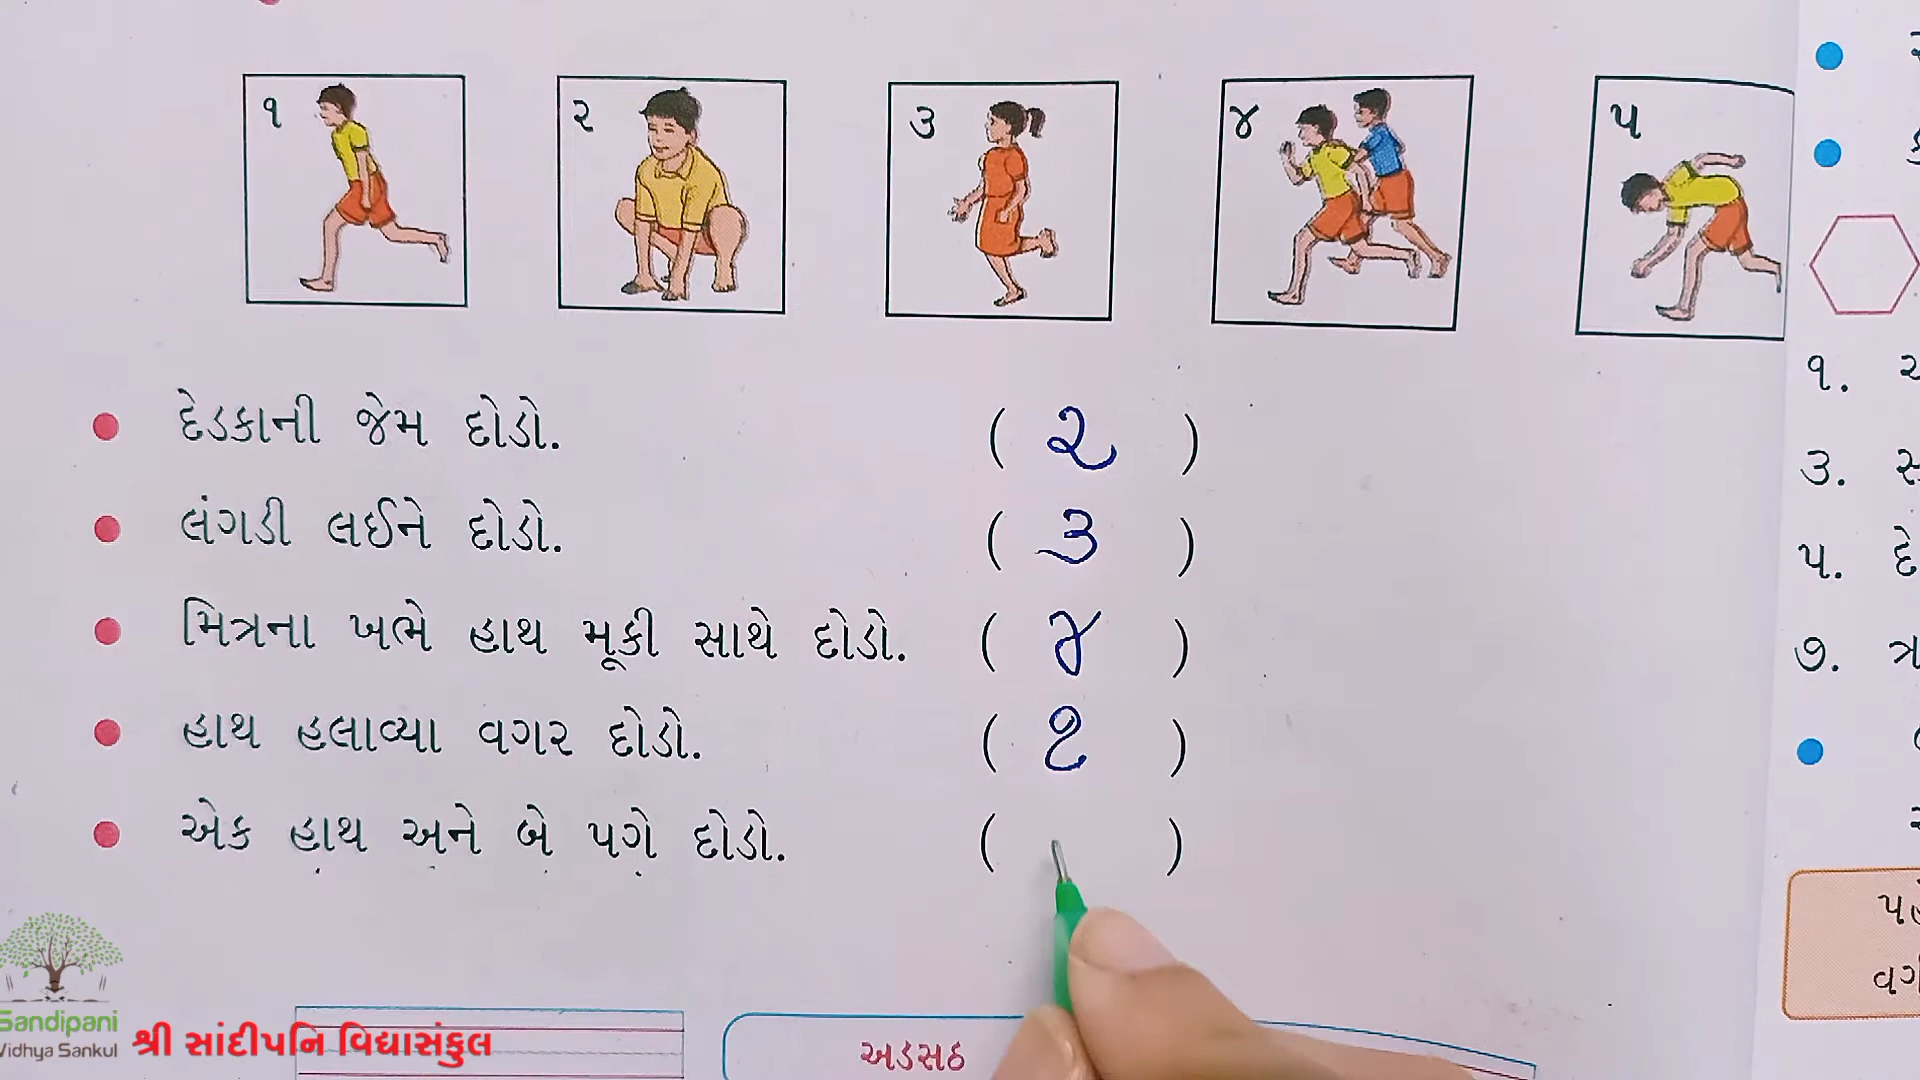 ૧ ૨ ૩ ૪ ૫
દેડકાની જેમ દોડો. ( ૨ )
લંગડી લઈને દોડો. ( ૩ )
મિત્રના ખભે હાથ મૂકી સાથે દોડો. ( ૪ )
હાથ હલાવ્યા વગર દોડો. ( ૧ )
એક હાથ અને બે પગે દોડો. ( )
૧.
૩.
૫.
૭.
Sandipani
Vidhya Sankul
શ્રી સાંદીપનિ વિદ્યાસંકુલ
અડસઠ